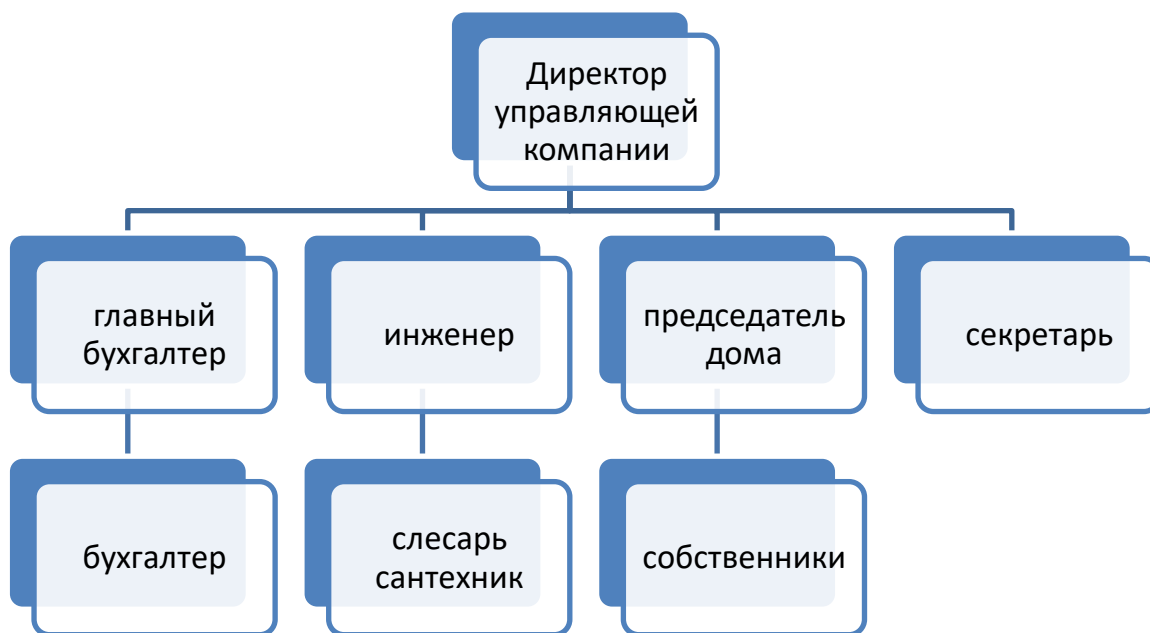 Директор
управляющей
компании
главный
бухгалтер
инженер
председатель
дома
секретарь
бухгалтер
слесарь
сантехник
собственники